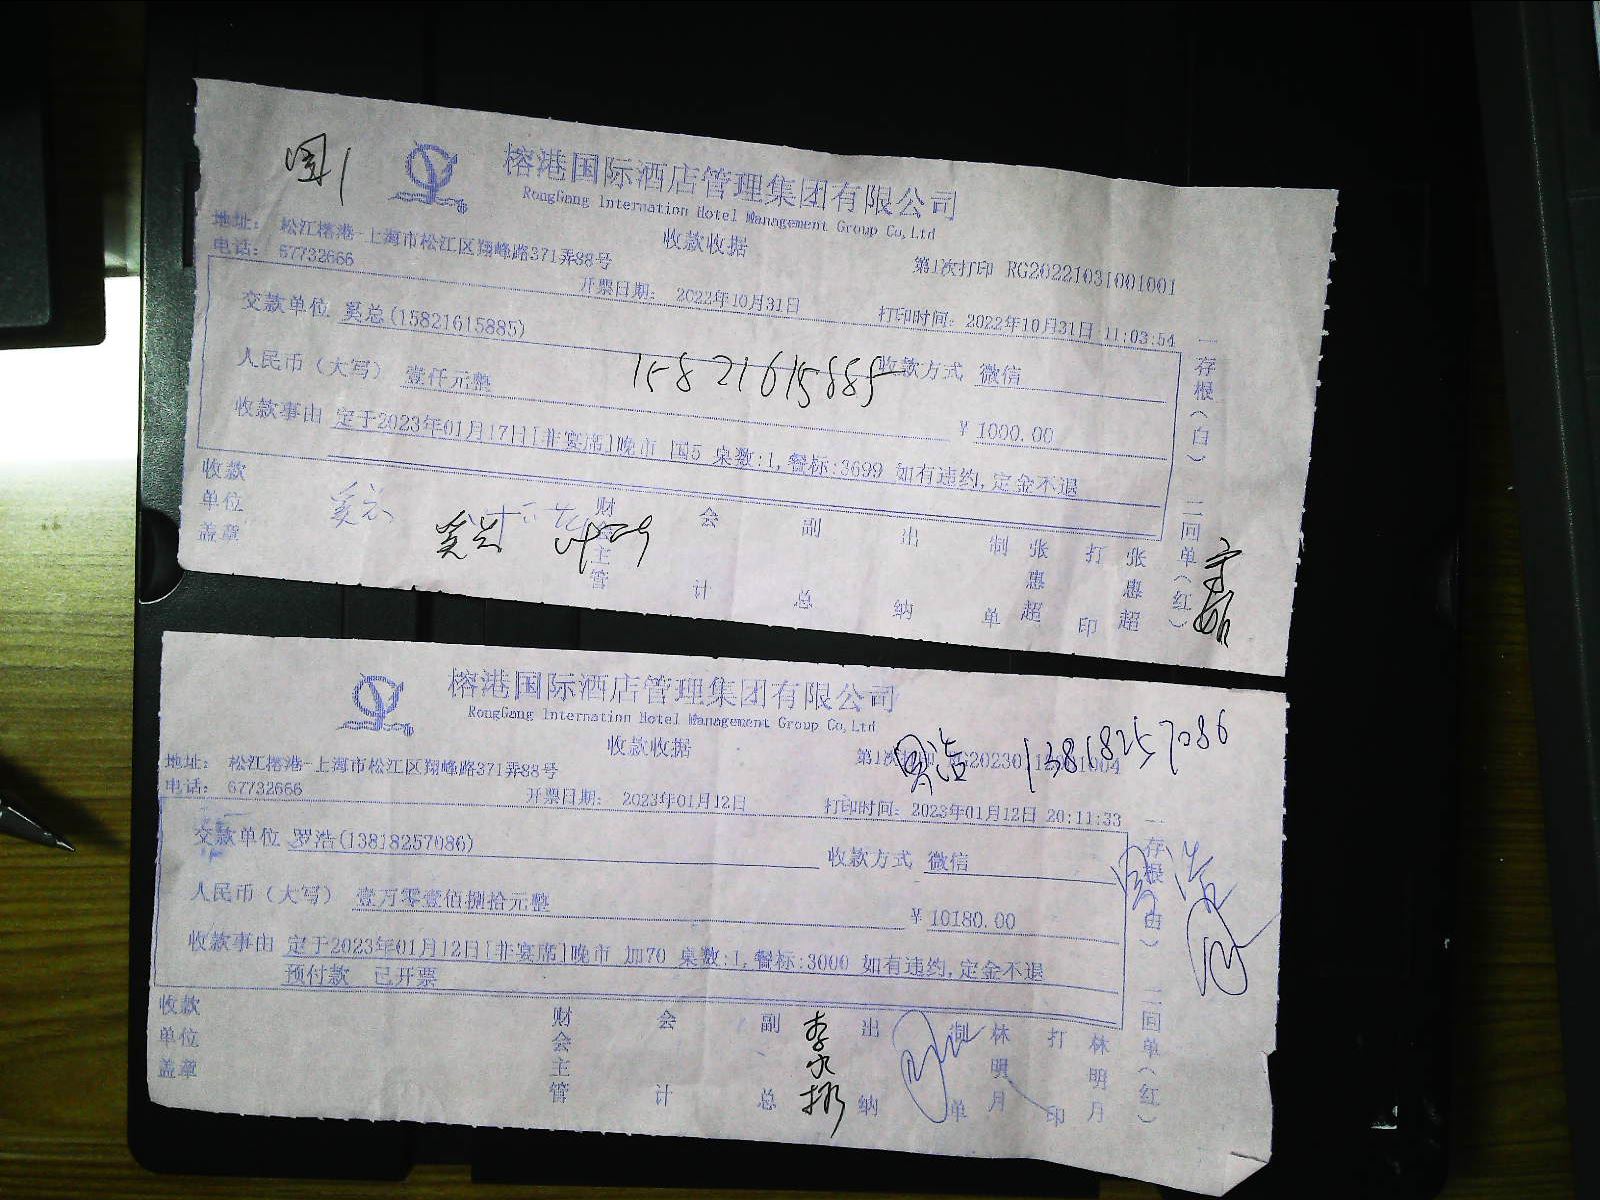 国1
榕港国际酒店管理集团有限公司
RongGang Internation Hotel Management Group Co,Ltd
收款收据
地址： 松江榕港-上海市松江区翔峰路371弄88号
第1次打印 RG20221031001001
电话： 67732666
开票日期： 2022年10月31日
打印时间：2022年10月31日 11:03:54
交款单位 奚总(15821615885)
15821615885
收款方式 微信
人民币（大写） 壹仟元整
￥ 1000.00
收款事由 定于2023年01月17日[非宴席]晚市 国5 桌数:1,餐标:3699 如有违约,定金不退
收款单位盖章
财会主管
会计
副总
出纳
制单 张惠超
打印 张惠超
一存根（白） 二回单（红）
榕港国际酒店管理集团有限公司
RongGang Internation Hotel Management Group Co,Ltd
收款收据
罗浩 13818257086
地址： 松江榕港-上海市松江区翔峰路371弄88号
电话： 67732666
开票日期： 2023年01月12日
打印时间：2023年01月12日 20:11:33
交款单位 罗浩(13818257086)
收款方式 微信
人民币（大写） 壹万零壹佰捌拾元整
￥ 10180.00
收款事由 定于2023年01月12日[非宴席]晚市 加70 桌数:1,餐标:3000 如有违约,定金不退
预付款 已开票
收款单位盖章
财会主管
会计
副总
出纳
制单 林明月
打印 林明月
一存根（白） 二回单（红）